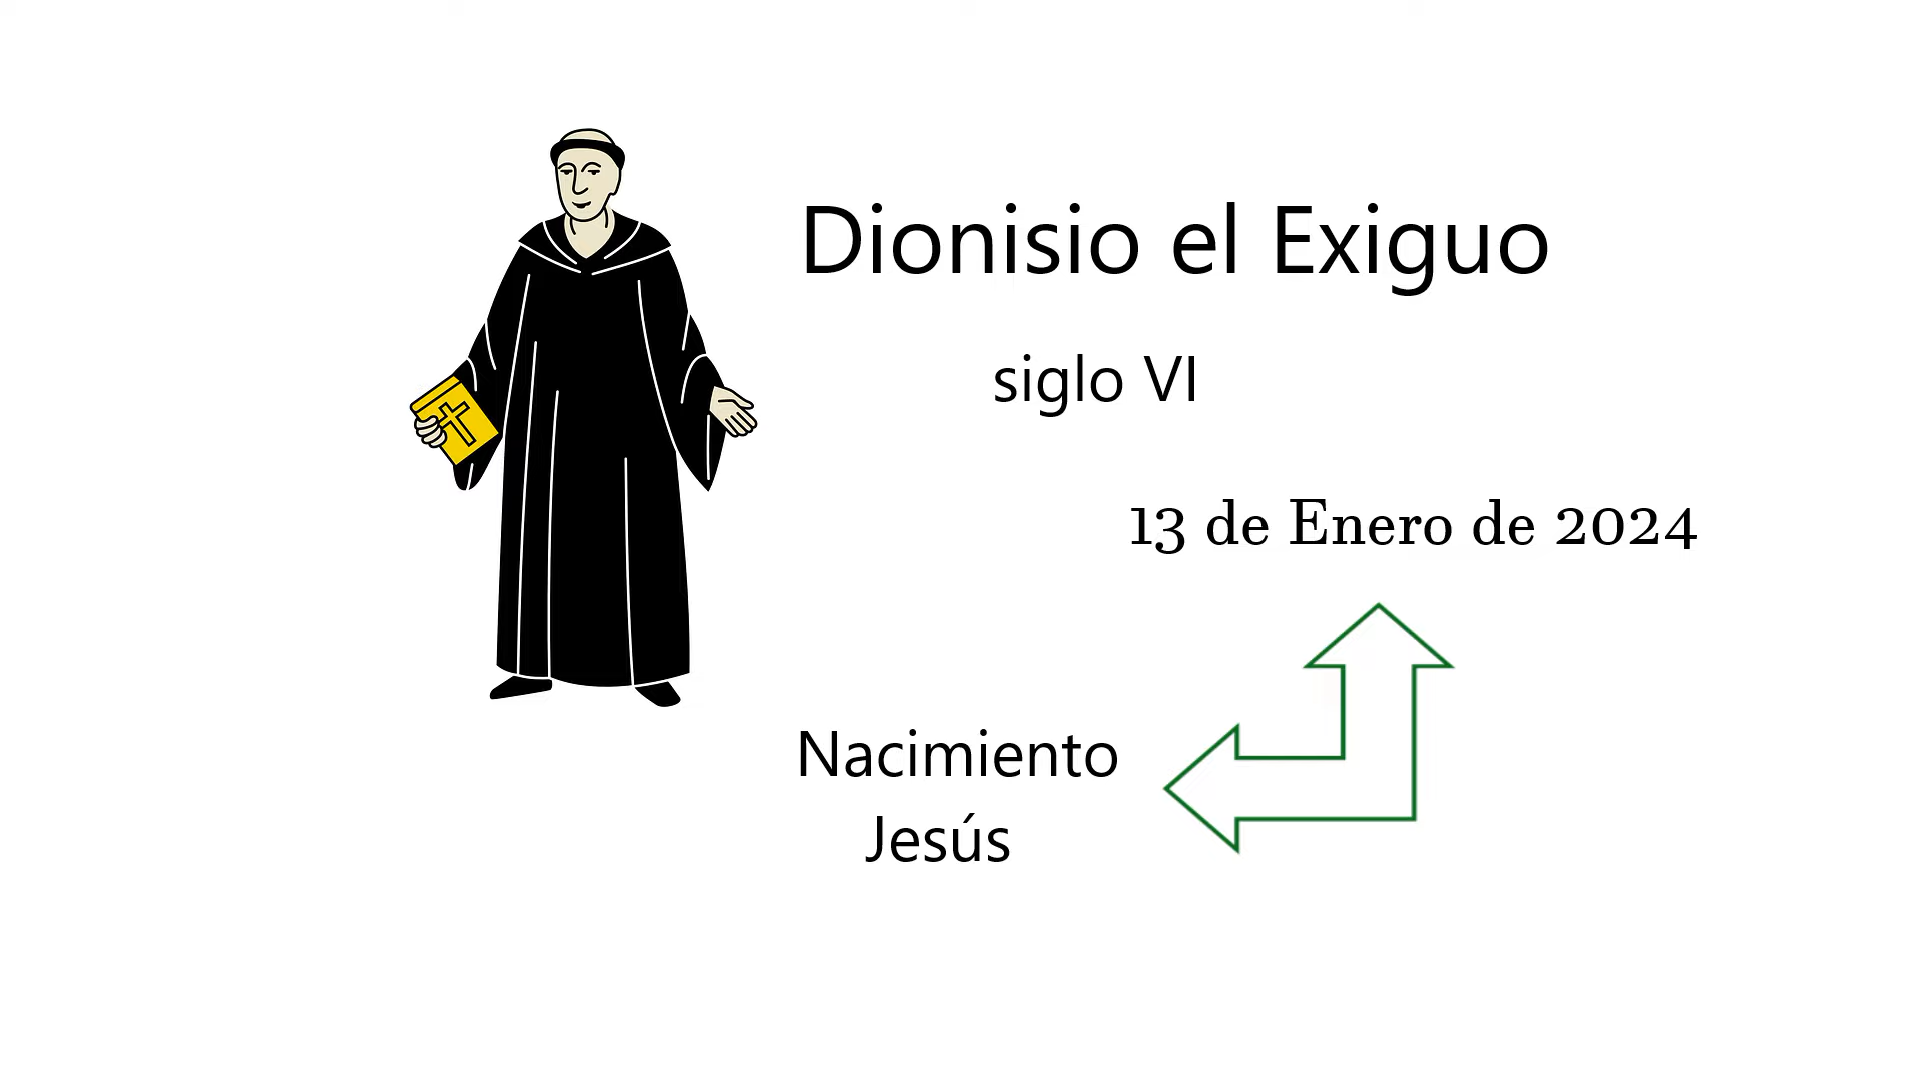 Dionisio el Exiguo
siglo VI
13 de Enero de 2024
Nacimiento
Jesús